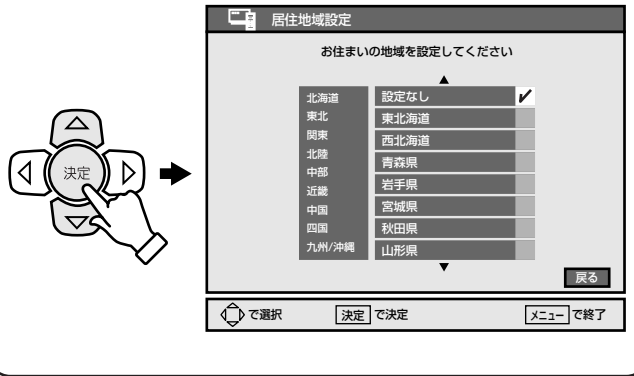 居住地域設定
お住まいの地域を設定してください
北海道
東北
関東
北陸
中部
近畿
中国
四国
九州/沖縄
設定なし
東北海道
西北海道
青森県
岩手県
宮城県
秋田県
山形県
戻る
決定
で選択
決定 で決定
メニュー で終了